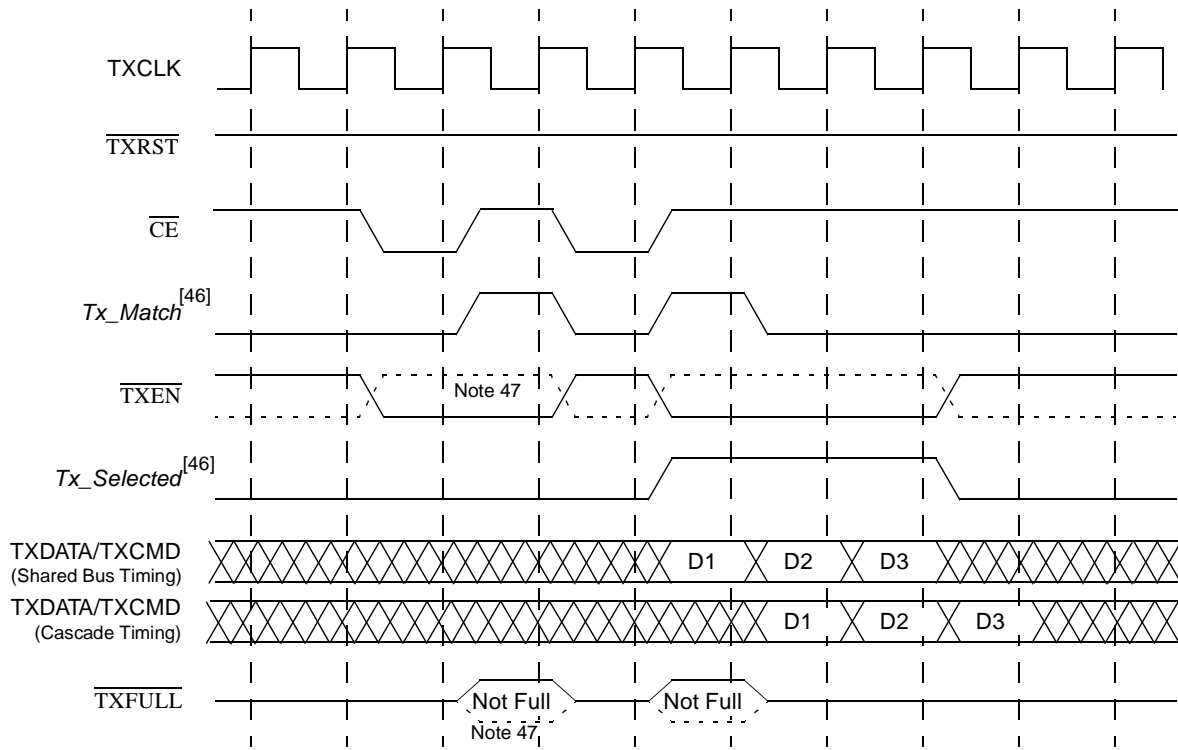 TXCLK
TXRST
CE
Tx_Match[46]
TXEN
Note 47
Tx_Selected[46]
TXDATA/TXCMD
(Shared Bus Timing)
D1 D2 D3
TXDATA/TXCMD
(Cascade Timing)
D1 D2 D3
TXFULL
Not Full Not Full
Note 47